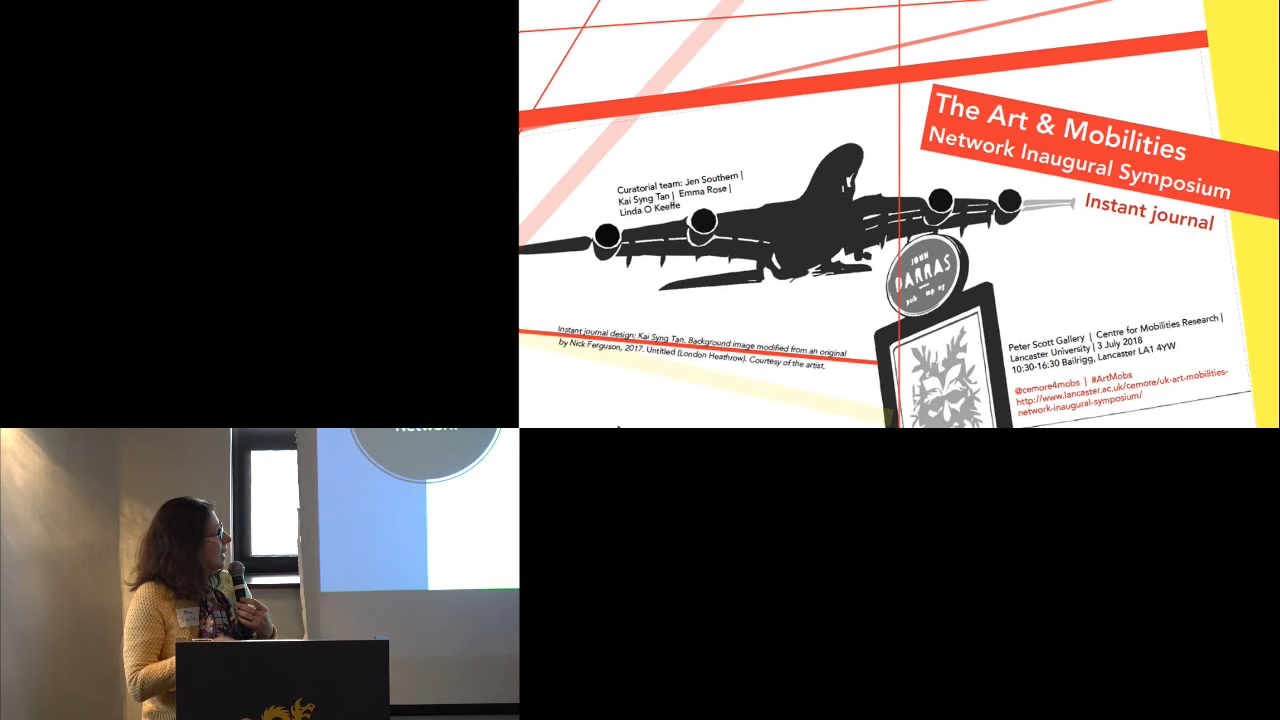 The Art & Mobilities
Network Inaugural Symposium
Instant journal
Curatorial team: Jen Southern |
Kai Syng Tan | Emma Rose |
Linda O Keeffe
JOHN
DARRAS
Instant journal design: Kai Syng Tan. Background image modified from an original
by Nick Ferguson, 2017. Untitled (London Heathrow). Courtesy of the artist.
Peter Scott Gallery | Centre for Mobilities Research |
Lancaster University | 3 July 2018
10:30-16:30 Bailrigg, Lancaster LA1 4YW
@cemore4mobs | #ArtMobs
http://www.lancaster.ac.uk/cemore/uk-art-mobilities-
network-inaugural-symposium/
Network